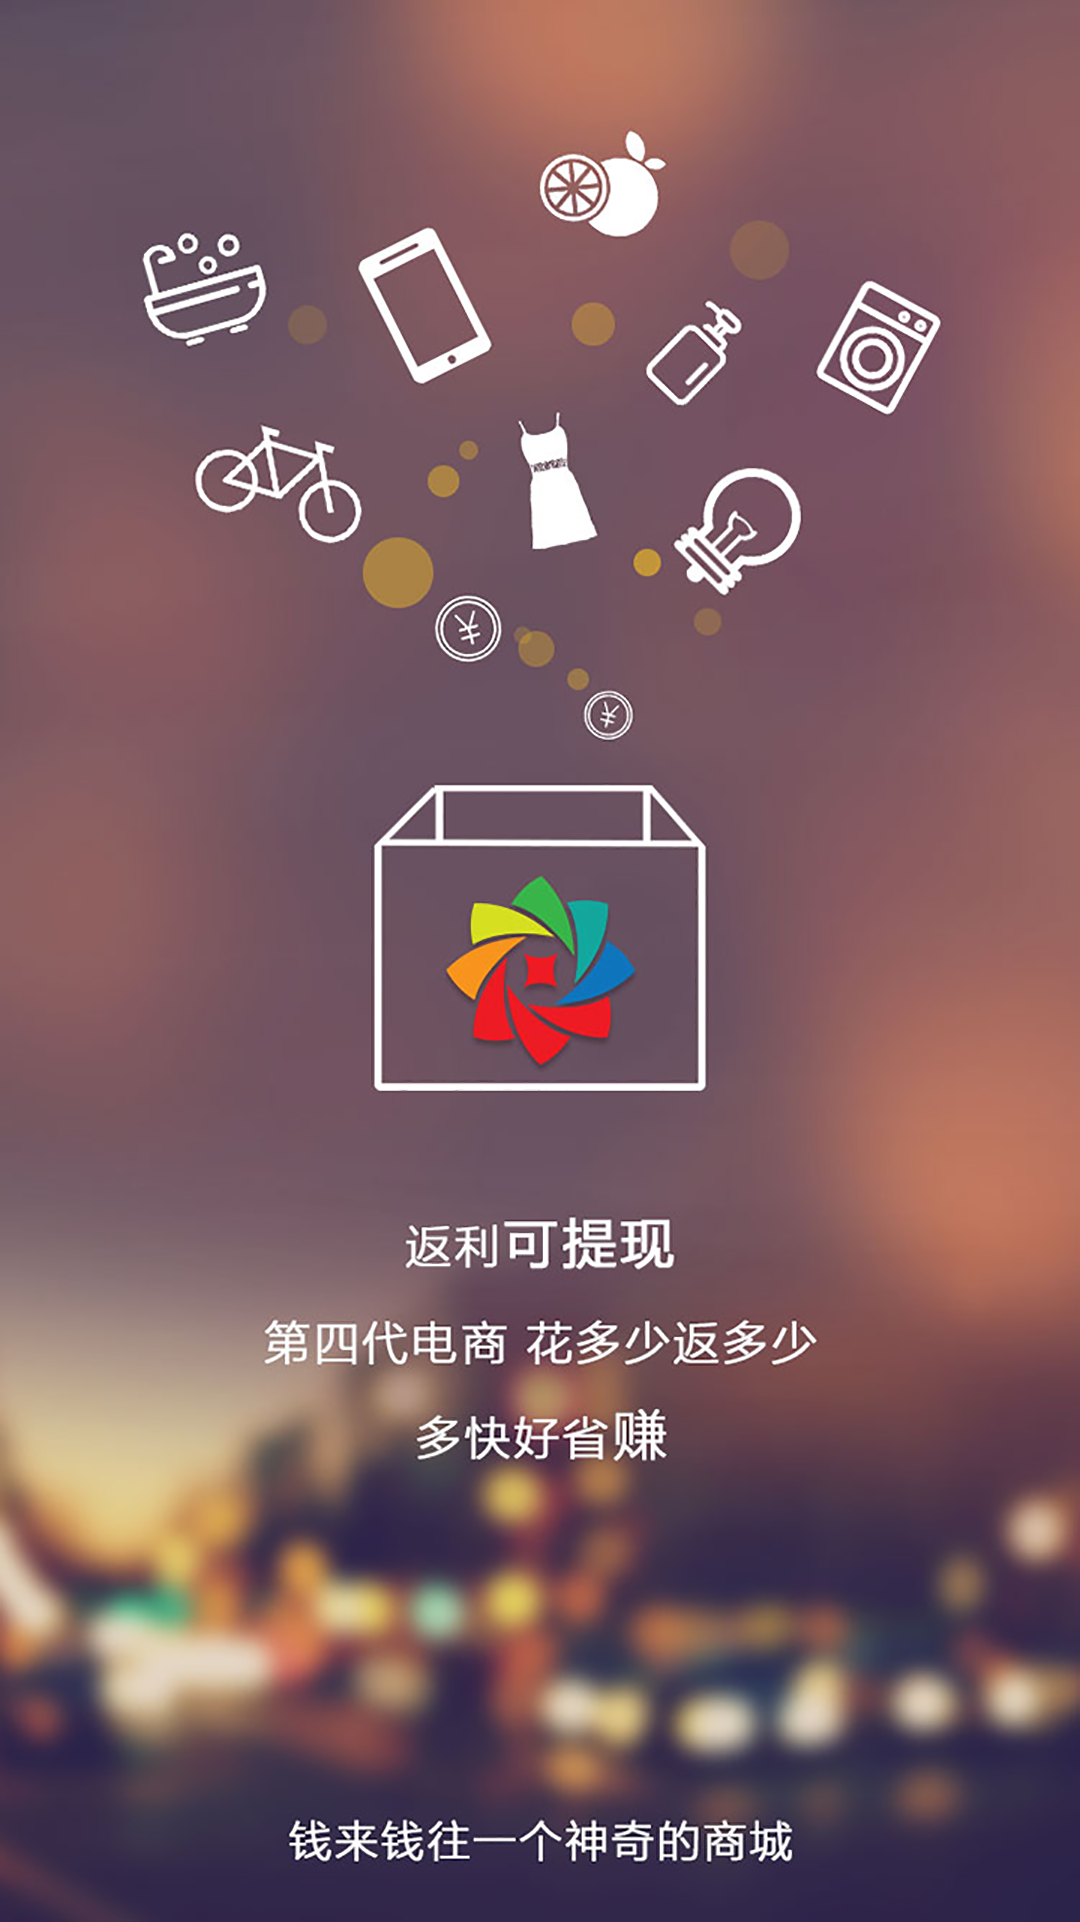 返利可提现
第四代电商 花多少返多少
多快好省赚
钱来钱往一个神奇的商城